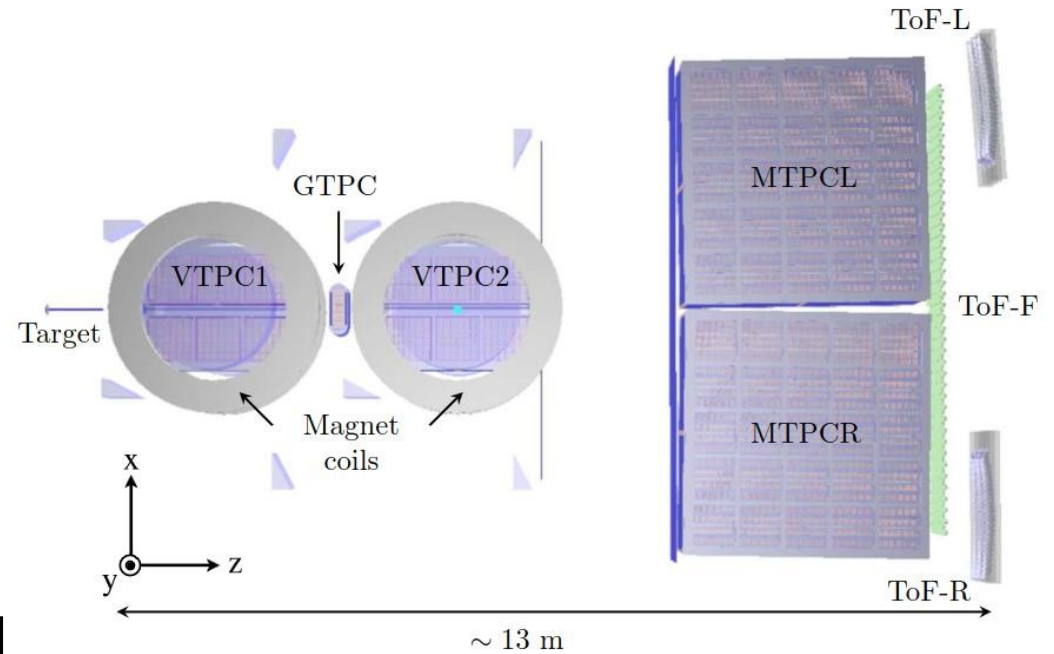 ToF-L
GTPC
MTPCL
VTPC1
VTPC2
Target
ToF-F
Magnet
coils
MTPCR
x
y
z
ToF-R
~ 13 m